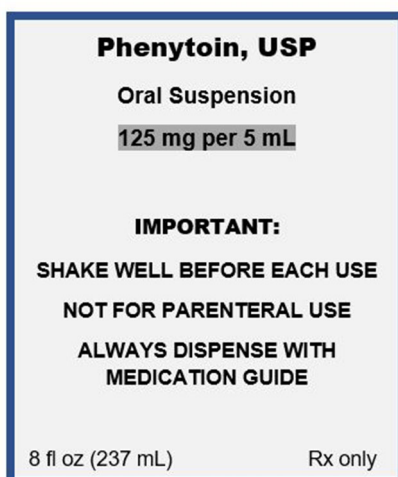 Phenytoin, USP
Oral Suspension
125 mg per 5 mL
IMPORTANT:
SHAKE WELL BEFORE EACH USE
NOT FOR PARENTERAL USE
ALWAYS DISPENSE WITH
MEDICATION GUIDE
8 fl oz (237 mL) Rx only